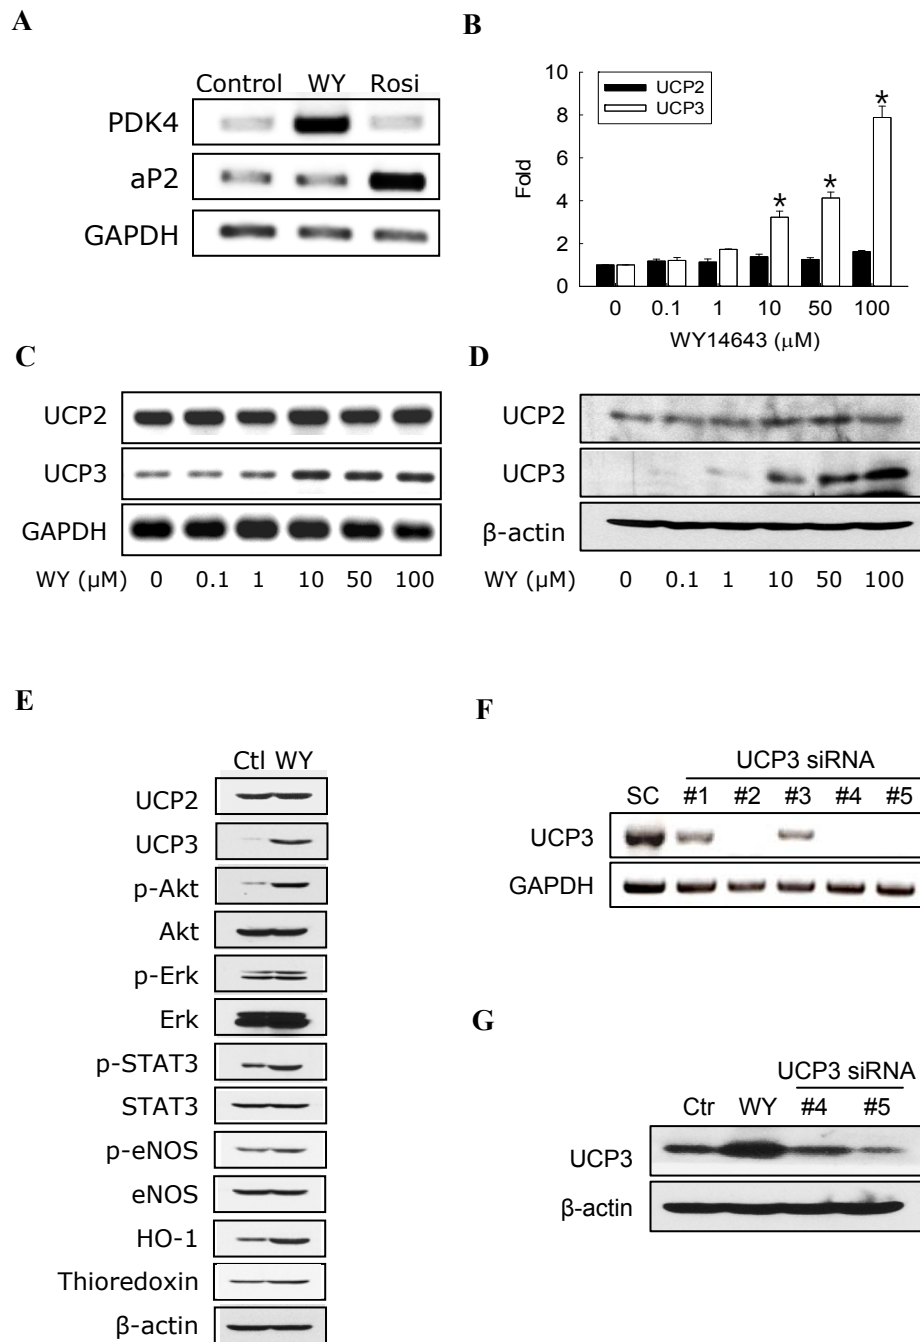 A
Control WY Rosi
PDK4
aP2
GAPDH
B
10
8
6
4
2
0
Fold
UCP2
UCP3
*
*
*
0 0.1 1 10 50 100
WY14643 (μM)
C
UCP2
UCP3
GAPDH
WY (μM) 0 0.1 1 10 50 100
D
UCP2
UCP3
β-actin
WY (μM) 0 0.1 1 10 50 100
E
Ctl WY
UCP2
UCP3
p-Akt
Akt
p-Erk
Erk
p-STAT3
STAT3
p-eNOS
eNOS
HO-1
Thioredoxin
β-actin
F
UCP3 siRNA
SC #1 #2 #3 #4 #5
UCP3
GAPDH
G
UCP3 siRNA
Ctr WY #4 #5
UCP3
β-actin